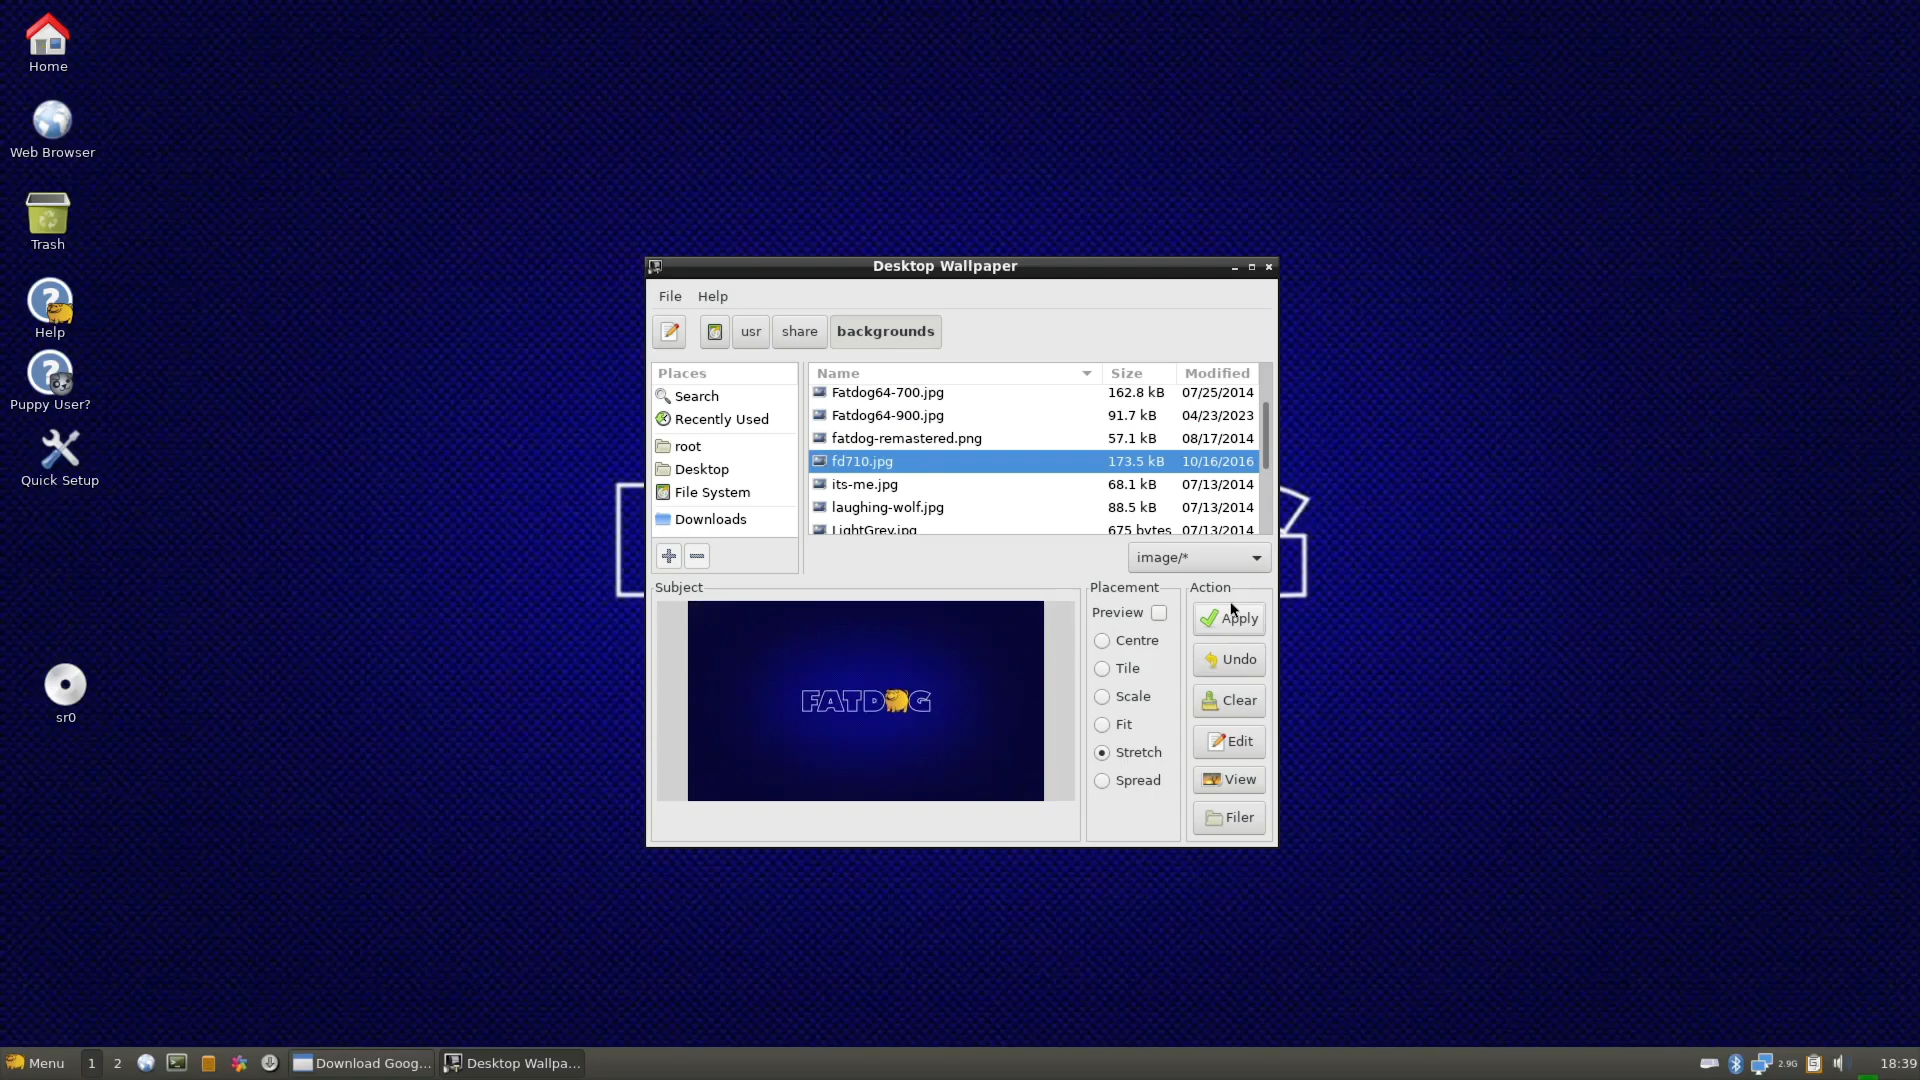 Home
Web Browser
Trash
Help
Puppy User?
Quick Setup
sr0
Desktop Wallpaper
File Help
usr share backgrounds
Places
Search
Recently Used
root
Desktop
File System
Downloads
Name Size Modified
Fatdog64-700.jpg 162.8 kB 07/25/2014
Fatdog64-900.jpg 91.7 kB 04/23/2023
fatdog-remastered.png 57.1 kB 08/17/2014
fd710.jpg 173.5 kB 10/16/2016
its-me.jpg 68.1 kB 07/13/2014
laughing-wolf.jpg 88.5 kB 07/13/2014
LightGrey.jpg 675 bytes 07/13/2014
image/*
Subject
FATDOG
Placement
Preview
Centre
Tile
Scale
Fit
Stretch
Spread
Action
Apply
Undo
Clear
Edit
View
Filer
Menu 1 2 Download Goog... Desktop Wallpa... 2.9G 18:39